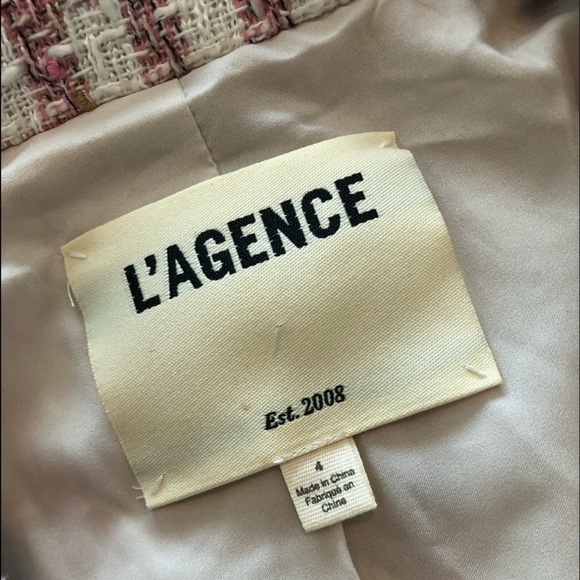 L'AGENCE
Est. 2008
4
Made in China
Fabriqué en
Chine